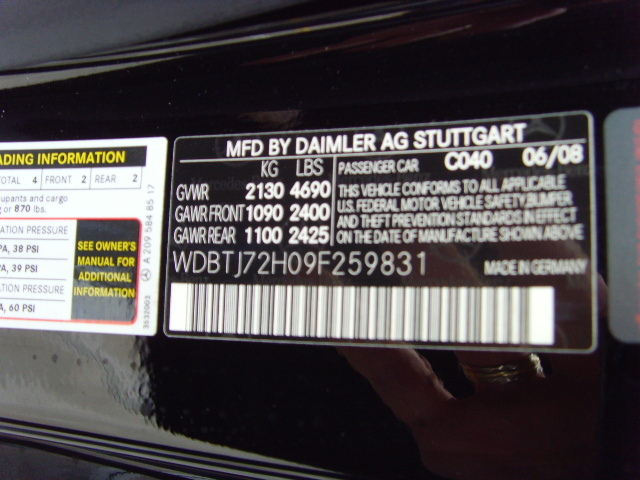 ADING INFORMATION
TOTAL 4 FRONT 2 REAR 2
upants and cargo
g or 870 lbs.
RATION PRESSURE
PA, 38 PSI
PA, 39 PSI
RATION PRESSURE
A, 60 PSI
SEE OWNER'S
MANUAL FOR
ADDITIONAL
INFORMATION
A 209 584 85 17
3532003
MFD BY DAIMLER AG STUTTGART
KG LBS
GVWR 2130 4690
GAWR FRONT 1090 2400
GAWR REAR 1100 2425
PASSENGER CAR C040 06/08
THIS VEHICLE CONFORMS TO ALL APPLICABLE
U.S. FEDERAL MOTOR VEHICLE SAFETY, BUMPER
AND THEFT PREVENTION STANDARDS IN EFFECT
ON THE DATE OF MANUFACTURE SHOWN ABOVE
WDBTJ72H09F259831
MADE IN GERMANY